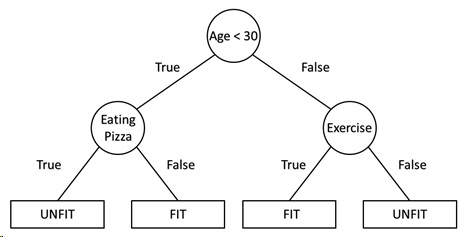 Age < 30
True
False
Eating
Pizza
Exercise
True
False
True
False
UNFIT
FIT
FIT
UNFIT